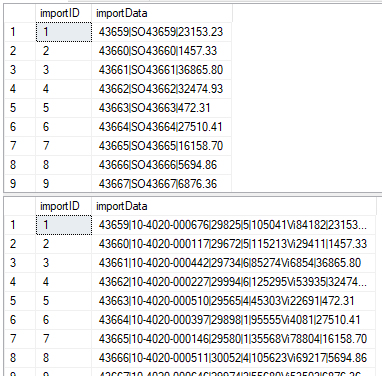 importID importData
1 1 43659|SO43659|23153.23
2 2 43660|SO43660|1457.33
3 3 43661|SO43661|36865.80
4 4 43662|SO43662|32474.93
5 5 43663|SO43663|472.31
6 6 43664|SO43664|27510.41
7 7 43665|SO43665|16158.70
8 8 43666|SO43666|5694.86
9 9 43667|SO43667|6876.36
importID importData
1 1 43659|10-4020-000676|29825|5|105041Vi84182|23153...
2 2 43660|10-4020-000117|29672|5|115213Vi29411|1457.33
3 3 43661|10-4020-000442|29734|6|85274Vi6854|36865.80
4 4 43662|10-4020-000227|29994|6|125295Vi53935|32474...
5 5 43663|10-4020-000510|29565|4|45303Vi22691|472.31
6 6 43664|10-4020-000397|29898|1|95555Vi4081|27510.41
7 7 43665|10-4020-000146|29580|1|35568Vi78804|16158.70
8 8 43666|10-4020-000511|30052|4|105623Vi69217|5694.86